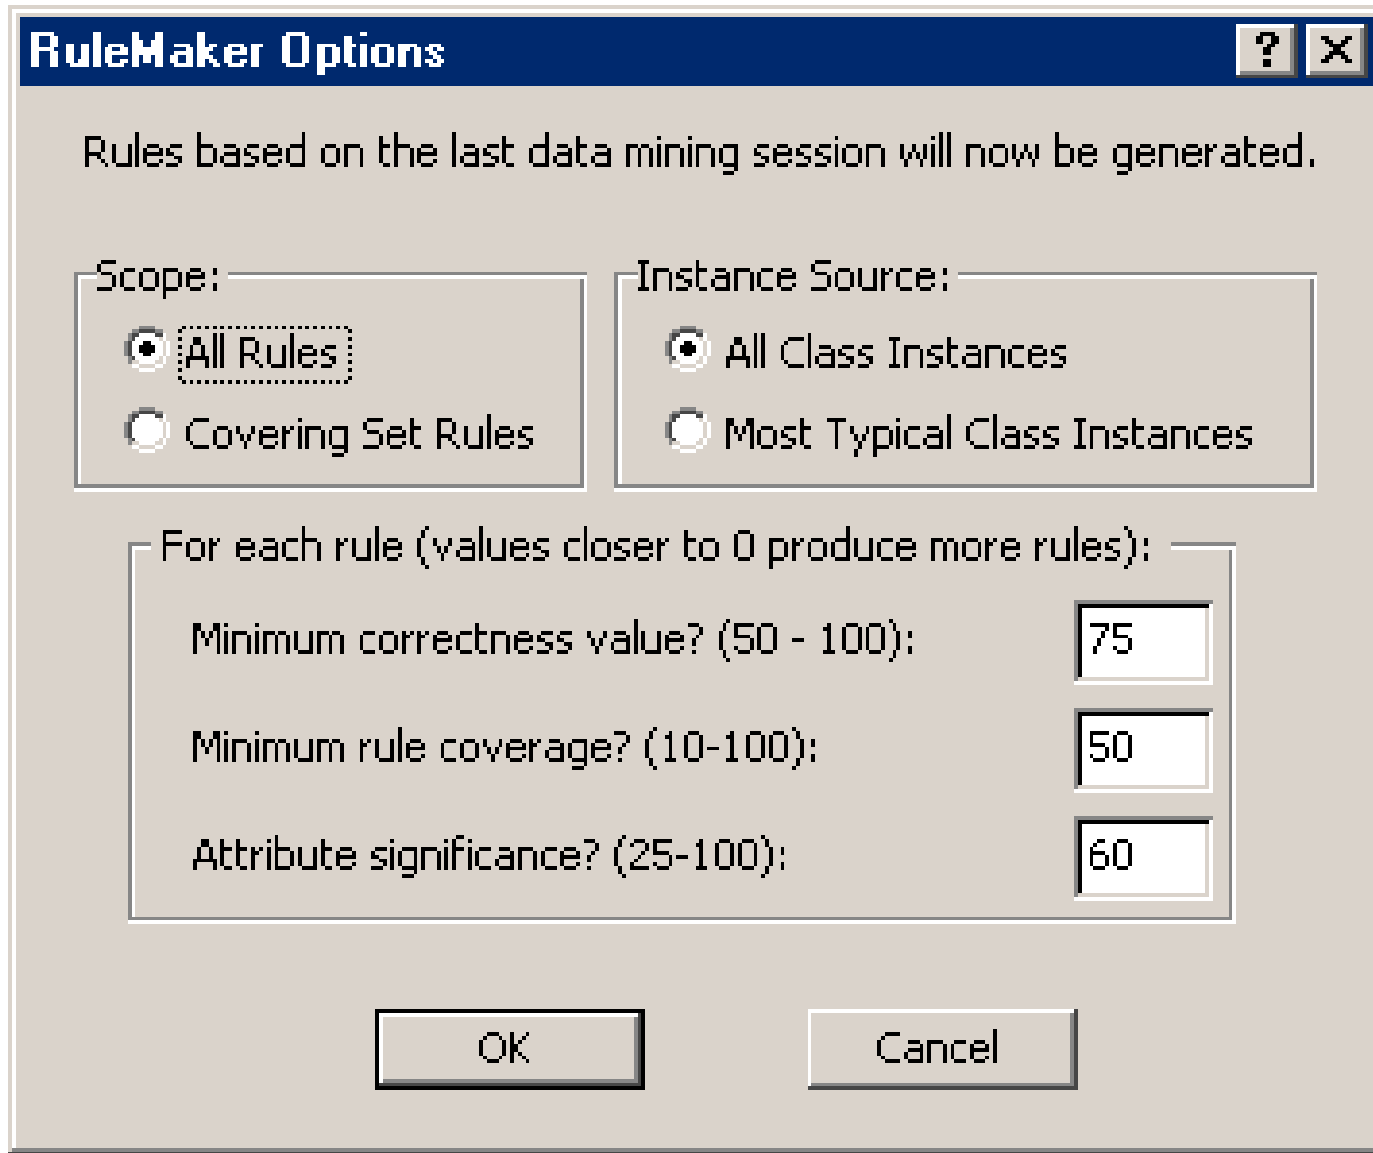 RuleMaker Options
Rules based on the last data mining session will now be generated.
Scope:
All Rules
Covering Set Rules
Instance Source:
All Class Instances
Most Typical Class Instances
For each rule (values closer to 0 produce more rules):
Minimum correctness value? (50 - 100): 75
Minimum rule coverage? (10-100): 50
Attribute significance? (25-100): 60
OK Cancel